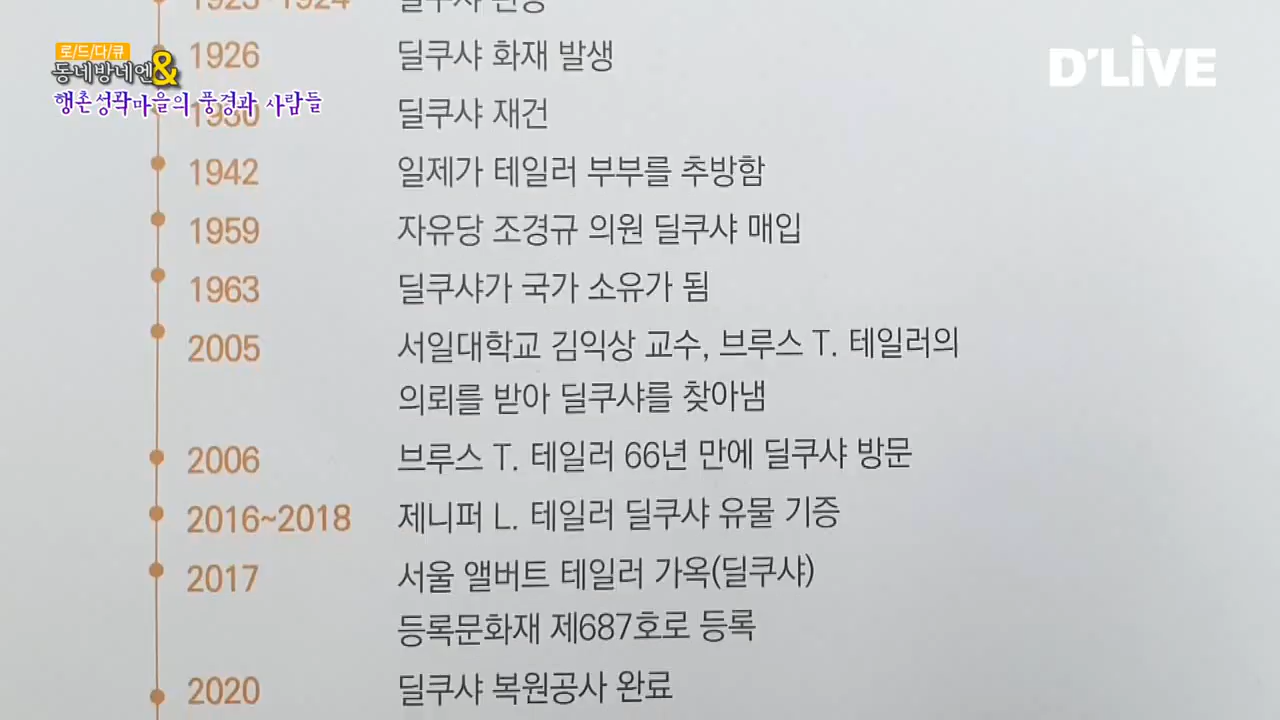 로/드/다/큐
동네방네엔&
행촌성곽마을의 풍경과 사람들
D'LIVE
1923~1924 딜쿠샤
1926 딜쿠샤 화재 발생
1930 딜쿠샤 재건
1942 일제가 테일러 부부를 추방함
1959 자유당 조경규 의원 딜쿠샤 매입
1963 딜쿠샤가 국가 소유가 됨
2005 서일대학교 김익상 교수, 브루스 T. 테일러의
의뢰를 받아 딜쿠샤를 찾아냄
2006 브루스 T. 테일러 66년 만에 딜쿠샤 방문
2016~2018 제니퍼 L. 테일러 딜쿠샤 유물 기증
2017 서울 앨버트 테일러 가옥(딜쿠샤)
등록문화재 제687호로 등록
2020 딜쿠샤 복원공사 완료